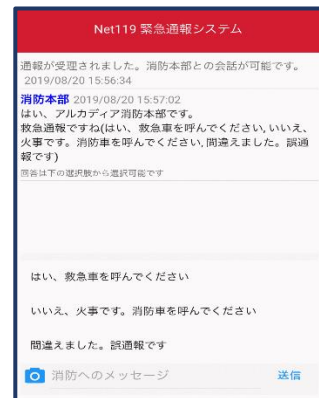 Net119 緊急通報システム
通報が受理されました。消防本部との会話が可能です。
2019/08/20 15:56:34
消防本部 2019/08/20 15:57:02
はい、アルカディア消防本部です。
救急通報ですね(はい、救急車を呼んでください, いいえ、
火事です。消防車を呼んでください, 間違えました。誤通
報です)
回答は下の選択肢から選択可能です
はい、救急車を呼んでください
いいえ、火事です。消防車を呼んでください
間違えました。誤通報です
消防へのメッセージ 送信